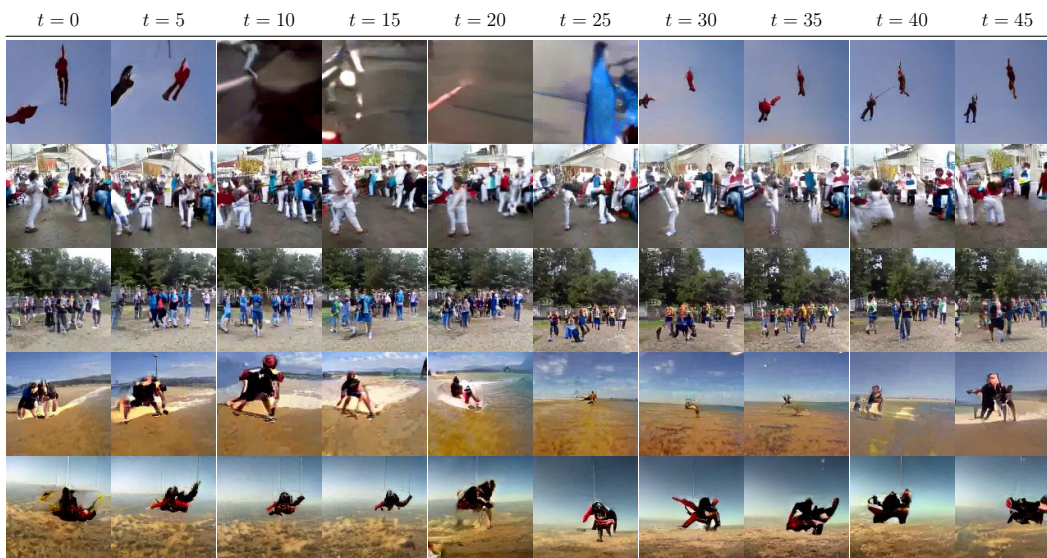 t = 0 t = 5 t = 10 t = 15 t = 20 t = 25 t = 30 t = 35 t = 40 t = 45